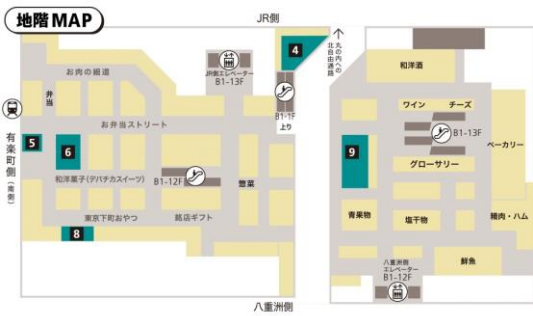 地階MAP
JR側
丸の内への
北自由通路
4
お肉の細道
JR側エレベーター
B1-13F
和洋酒
弁当
B1-1F
上り
ワイン
チーズ
お弁当ストリート
B1-13F
5
6
9
ベーカリー
有楽町側
(南側)
グローサリー
和洋菓子(デパチカスイーツ)
B1-12F
惣菜
東京下町おやつ
銘店ギフト
青果物
塩干物
精肉・ハム
8
八重洲側
エレベーター
B1-12F
鮮魚
八重洲側